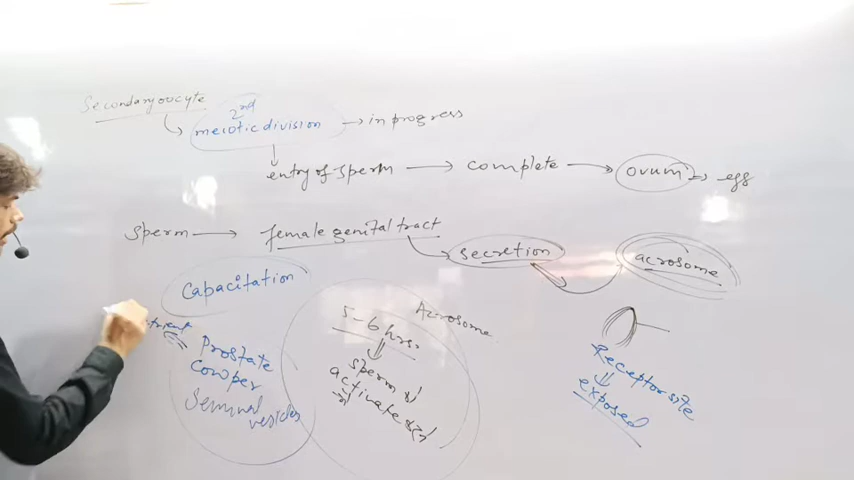 Secondary oocyte
2nd
meiotic division → in progress
entry of sperm → complete → ovum → egg
sperm → female genital tract
secretion
acrosome
Capacitation
Prostate
Cowper
Seminal
vesicles
5-6 hrs.
Acrosome
sperm
activate
Receptor site
exposed